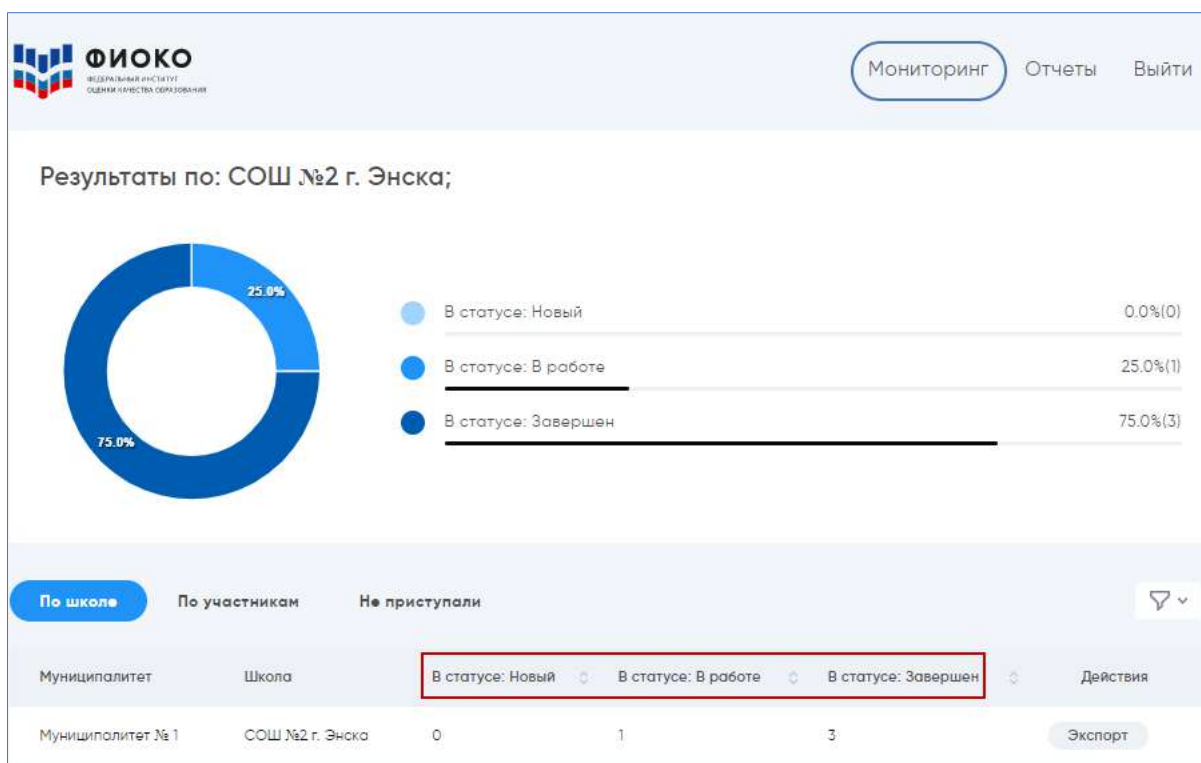 ФИОКО
ФЕДЕРАЛЬНЫЙ ИНСТИТУТ
ОЦЕНКИ КАЧЕСТВА ОБРАЗОВАНИЯ
Мониторинг Отчеты Выйти
Результаты по: СОШ №2 г. Энска;
25.0%
75.0%
В статусе: Новый 0.0%(0)
В статусе: В работе 25.0%(1)
В статусе: Завершен 75.0%(3)
По школе По участникам Не приступали
Муниципалитет Школа В статусе: Новый В статусе: В работе В статусе: Завершен Действия
Муниципалитет № 1 СОШ №2 г. Энска 0 1 3 Экспорт